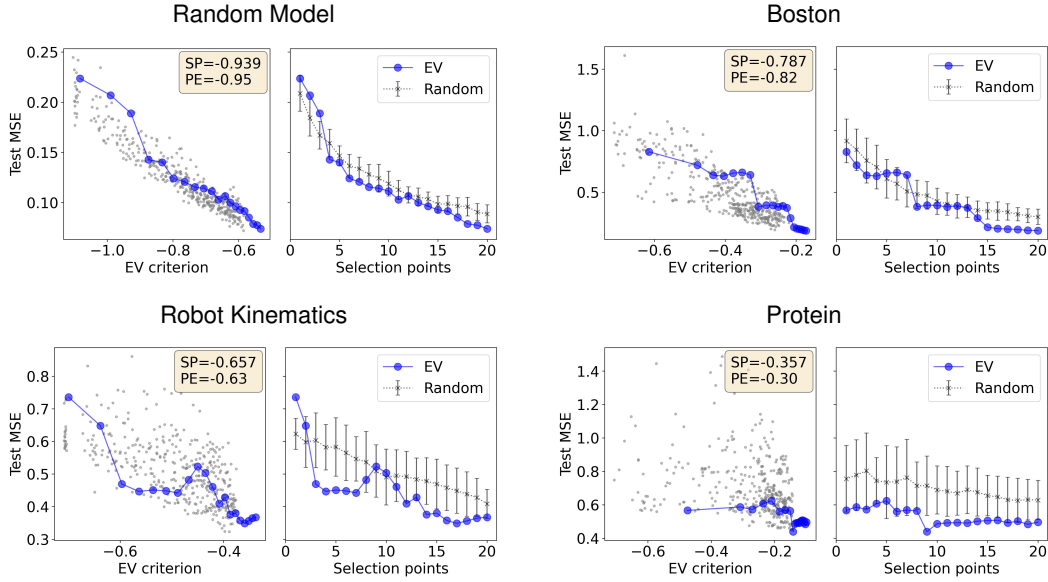 Random Model
Boston
SP=-0.939
PE=-0.95
EV
Random
SP=-0.787
PE=-0.82
EV
Random
Test MSE
0.25
0.20
0.15
0.10
−1.0
−0.8
−0.6
EV criterion
0
5
10
15
20
Selection points
Test MSE
1.5
1.0
0.5
−0.6
−0.4
−0.2
EV criterion
0
5
10
15
20
Selection points
Robot Kinematics
Protein
SP=-0.657
PE=-0.63
EV
Random
SP=-0.357
PE=-0.30
EV
Random
Test MSE
0.8
0.7
0.6
0.5
0.4
0.3
−0.6
−0.4
EV criterion
0
5
10
15
20
Selection points
Test MSE
1.4
1.2
1.0
0.8
0.6
0.4
−0.6
−0.4
−0.2
EV criterion
0
5
10
15
20
Selection points